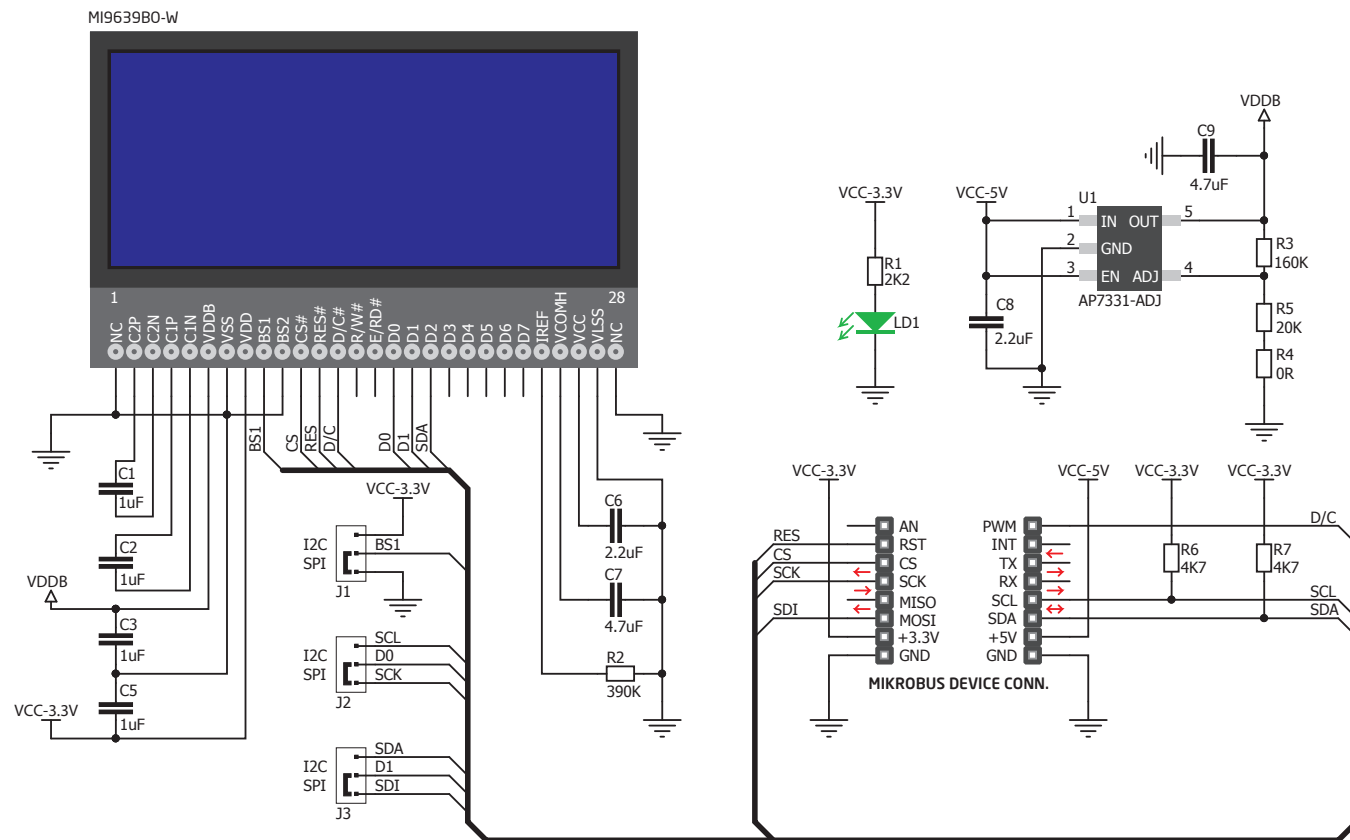 MI9639BO-W
1
28
NC
C2P
C2N
C1P
C1N
VDDB
VSS
VDD
BS1
BS2
CS#
RES#
D/C#
R/W#
E/RD#
D0
D1
D2
D3
D4
D5
D6
D7
IREF
VCOMH
VCC
VLSS
NC
BS1
CS
RES
D/C
D0
D1
SDA
C1
1uF
C2
1uF
VDDB
C3
1uF
C5
1uF
VCC-3.3V
VCC-3.3V
I2C
SPI
BS1
J1
I2C
SPI
SCL
D0
SCK
J2
I2C
SPI
SDA
D1
SDI
J3
C6
2.2uF
C7
4.7uF
R2
390K
VCC-3.3V
R1
2K2
LD1
VCC-5V
C8
2.2uF
U1
1
2
3
IN
GND
EN
OUT
ADJ
5
4
AP7331-ADJ
VDDB
C9
4.7uF
R3
160K
R5
20K
R4
0R
VCC-3.3V
RES
CS
SCK
SDI
AN
RST
CS
SCK
MISO
MOSI
+3.3V
GND
PWM
INT
TX
RX
SCL
SDA
+5V
GND
MIKROBUS DEVICE CONN.
VCC-5V
VCC-3.3V
VCC-3.3V
R6
4K7
R7
4K7
D/C
SCL
SDA